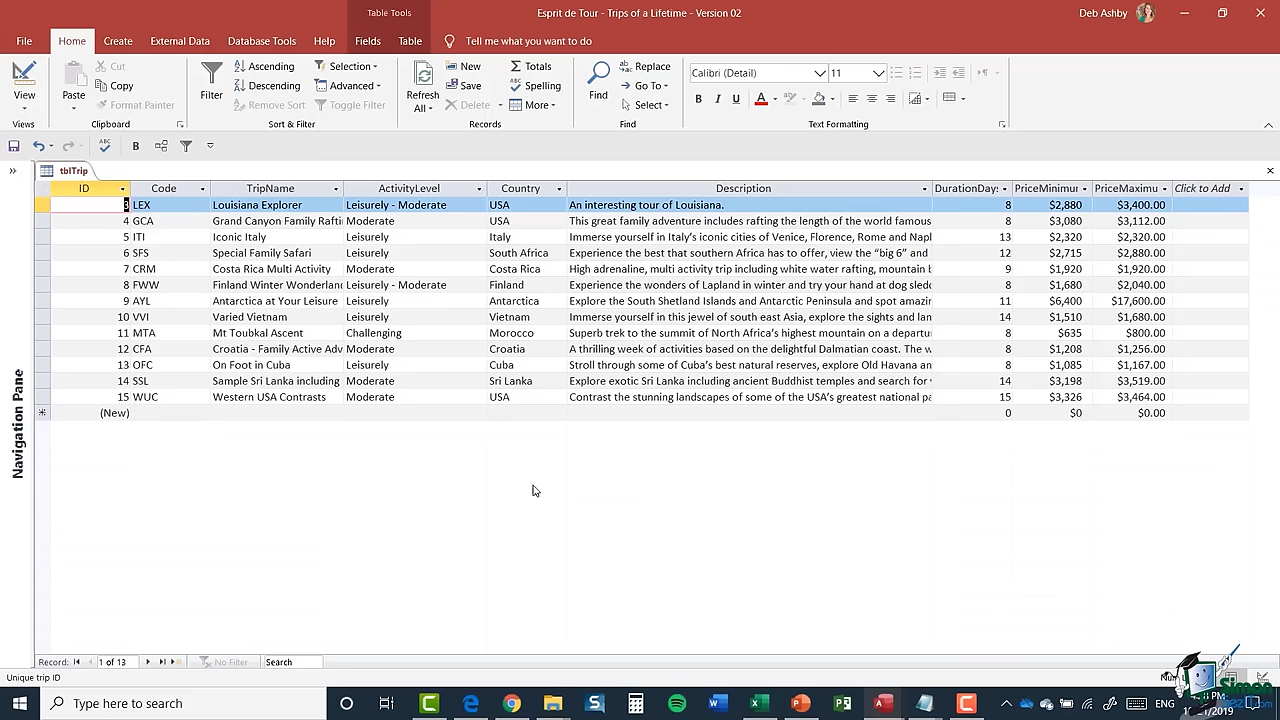 Table Tools
Esprit de Tour - Trips of a Lifetime - Version 02
Deb Ashby
File Home Create External Data Database Tools Help Fields Table Tell me what you want to do
View
Views
Paste
Cut
Copy
Format Painter
Clipboard
Filter
Ascending
Descending
Remove Sort
Selection
Advanced
Toggle Filter
Sort & Filter
Refresh
All
New
Save
Delete
Totals
Spelling
More
Records
Find
Replace
Go To
Select
Find
Calibri (Detail) 11
Text Formatting
tblTrip
ID Code TripName ActivityLevel Country Description DurationDay PriceMinimu PriceMaximu Click to Add
3 LEX Louisiana Explorer Leisurely - Moderate USA An interesting tour of Louisiana. 8 $2,880 $3,400.00
4 GCA Grand Canyon Family Rafti Moderate USA This great family adventure includes rafting the length of the world famous 8 $3,080 $3,112.00
5 ITI Iconic Italy Leisurely Italy Immerse yourself in Italy's iconic cities of Venice, Florence, Rome and Napl 13 $2,320 $2,320.00
6 SFS Special Family Safari Leisurely South Africa Experience the best that southern Africa has to offer, view the “big 6” and 12 $2,715 $2,880.00
7 CRM Costa Rica Multi Activity Moderate Costa Rica High adrenaline, multi activity trip including white water rafting, mountain b 9 $1,920 $1,920.00
8 FWW Finland Winter Wonderlan Leisurely - Moderate Finland Experience the wonders of Lapland in winter and try your hand at dog sled 8 $1,680 $2,040.00
9 AYL Antarctica at Your Leisure Leisurely Antarctica Explore the South Shetland Islands and Antarctic Peninsula and spot amazin 11 $6,400 $17,600.00
10 VVI Varied Vietnam Leisurely Vietnam Immerse yourself in this jewel of south east Asia, explore the sights and lan 14 $1,510 $1,680.00
11 MTA Mt Toubkal Ascent Challenging Morocco Superb trek to the summit of North Africa's highest mountain on a departu 8 $635 $800.00
12 CFA Croatia - Family Active Adv Moderate Croatia A thrilling week of activities based on the delightful Dalmatian coast. The w 8 $1,208 $1,256.00
13 OFC On Foot in Cuba Leisurely Cuba Stroll through some of Cuba's best natural reserves, explore Old Havana an 8 $1,085 $1,167.00
14 SSL Sample Sri Lanka including Moderate Sri Lanka Explore exotic Sri Lanka including ancient Buddhist temples and search for 14 $3,198 $3,519.00
15 WUC Western USA Contrasts Moderate USA Contrast the stunning landscapes of some of the USA's greatest national pa 15 $3,326 $3,464.00
(New) 0 $0 $0.00
Navigation Pane
Record: 1 of 13 No Filter Search
Unique trip ID
Type here to search
ENG